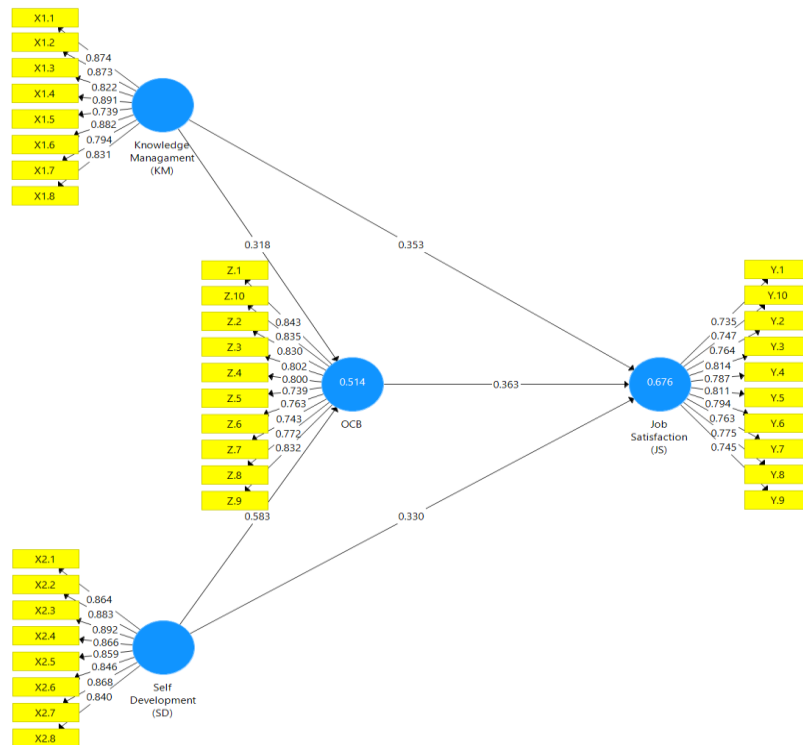 X1.1
X1.2
X1.3
X1.4
X1.5
X1.6
X1.7
X1.8
0.874
0.873
0.822
0.891
0.739
0.882
0.794
0.831
Knowledge
Managament
(KM)
0.318
0.353
Z.1
Z.10
Z.2
Z.3
Z.4
Z.5
Z.6
Z.7
Z.8
Z.9
0.843
0.835
0.830
0.802
0.800
0.739
0.763
0.743
0.772
0.832
0.514
OCB
0.363
0.676
Job
Satisfaction
(JS)
0.735
0.747
0.764
0.814
0.787
0.811
0.794
0.763
0.775
0.745
Y.1
Y.10
Y.2
Y.3
Y.4
Y.5
Y.6
Y.7
Y.8
Y.9
0.583
0.330
X2.1
X2.2
X2.3
X2.4
X2.5
X2.6
X2.7
X2.8
0.864
0.883
0.892
0.866
0.859
0.846
0.868
0.840
Self
Development
(SD)